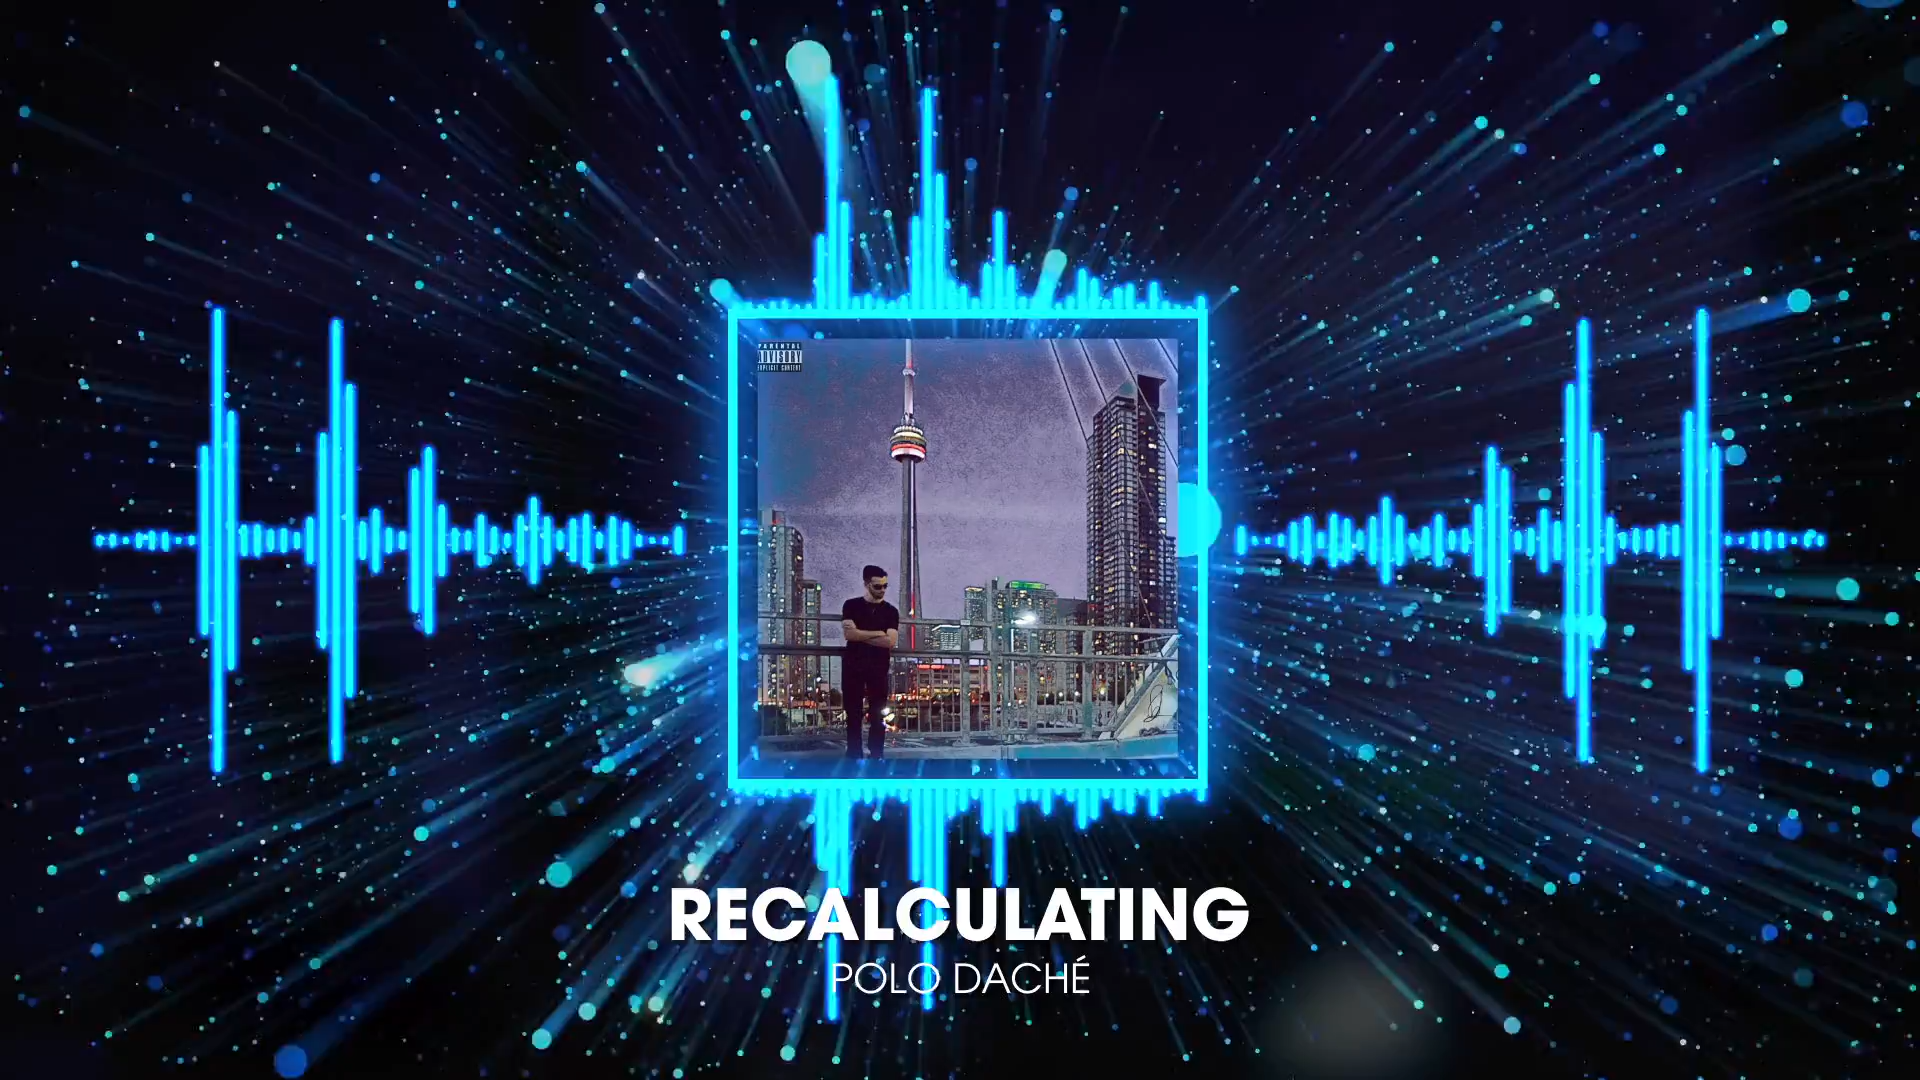 PARENTAL
ADVISORY
EXPLICIT CONTENT
RECALCULATING
POLO DACHÉ